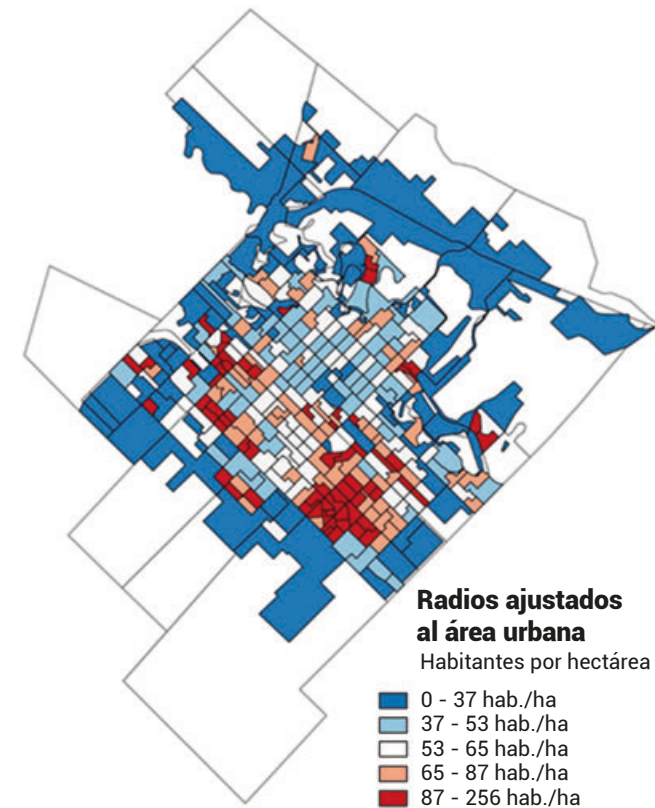 Radios ajustados
al área urbana
Habitantes por hectárea
0 - 37 hab./ha
37 - 53 hab./ha
53 - 65 hab./ha
65 - 87 hab./ha
87 - 256 hab./ha